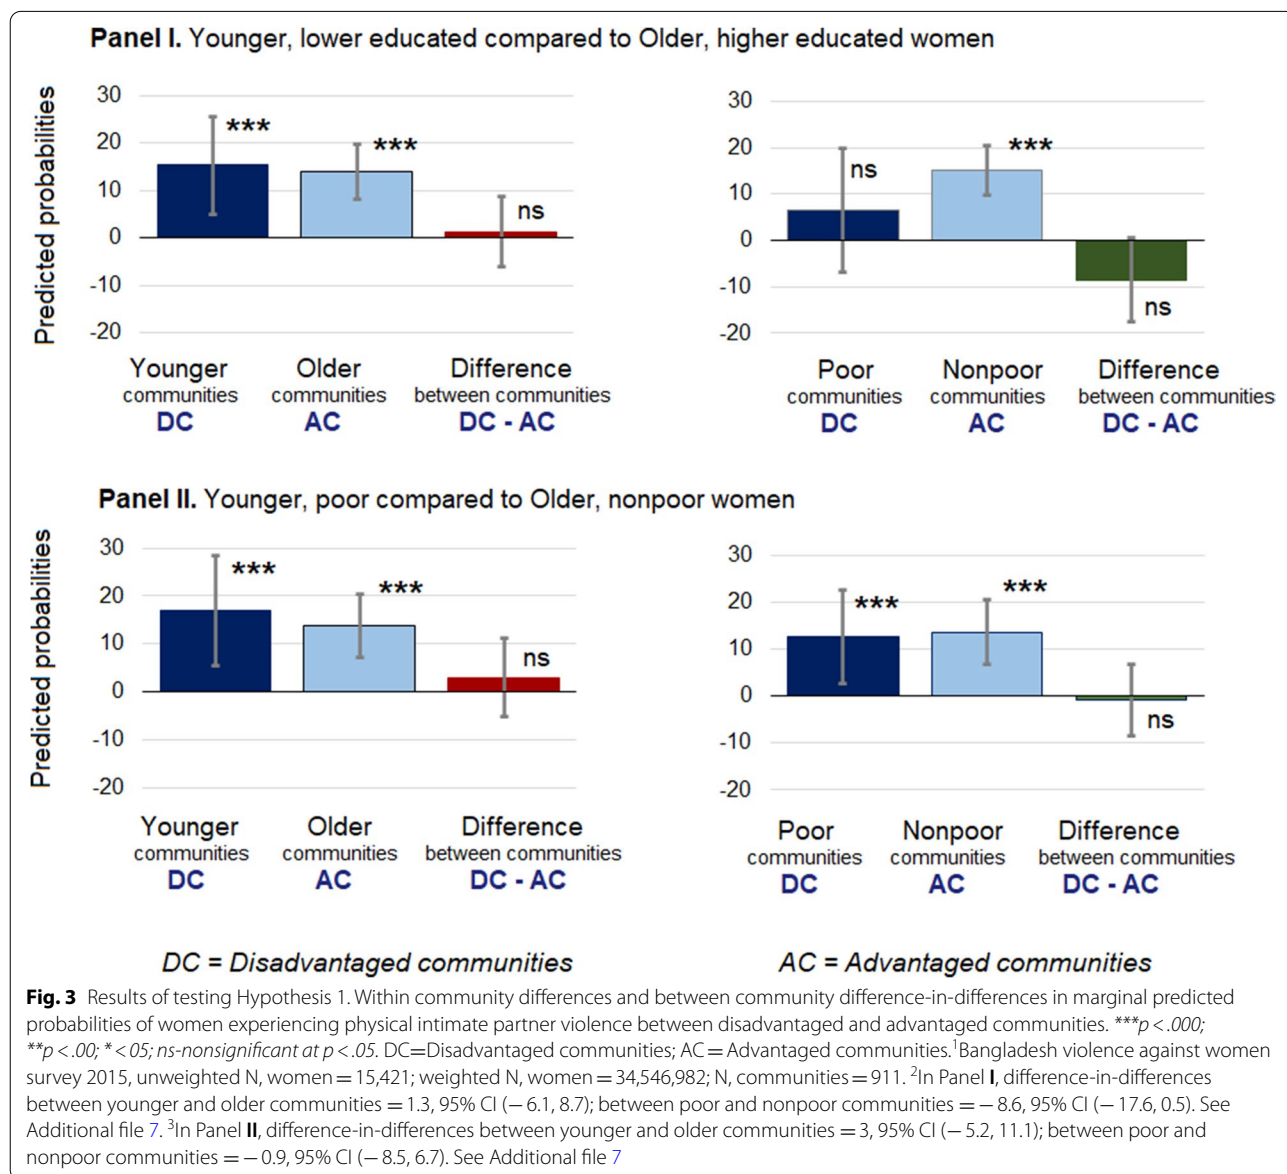 Panel I. Younger, lower educated compared to Older, higher educated women
Predicted probabilities
30
20
10
0
-10
-20
***
***
ns
Younger communities DC
Older communities AC
Difference between communities DC - AC
30
20
10
0
-10
-20
ns
***
ns
Poor communities DC
Nonpoor communities AC
Difference between communities DC - AC
Panel II. Younger, poor compared to Older, nonpoor women
Predicted probabilities
30
20
10
0
-10
-20
***
***
ns
Younger communities DC
Older communities AC
Difference between communities DC - AC
30
20
10
0
-10
-20
***
***
ns
Poor communities DC
Nonpoor communities AC
Difference between communities DC - AC
DC = Disadvantaged communities
AC = Advantaged communities
Fig. 3 Results of testing Hypothesis 1. Within community differences and between community difference-in-differences in marginal predicted
probabilities of women experiencing physical intimate partner violence between disadvantaged and advantaged communities. ***p < .000;
**p < .00; * < 05; ns-nonsignificant at p < .05. DC=Disadvantaged communities; AC = Advantaged communities.¹Bangladesh violence against women
survey 2015, unweighted N, women = 15,421; weighted N, women = 34,546,982; N, communities = 911. ²In Panel I, difference-in-differences
between younger and older communities = 1.3, 95% CI (− 6.1, 8.7); between poor and nonpoor communities = − 8.6, 95% CI (− 17.6, 0.5). See
Additional file 7. ³In Panel II, difference-in-differences between younger and older communities = 3, 95% CI (− 5.2, 11.1); between poor and
nonpoor communities = − 0.9, 95% CI (− 8.5, 6.7). See Additional file 7